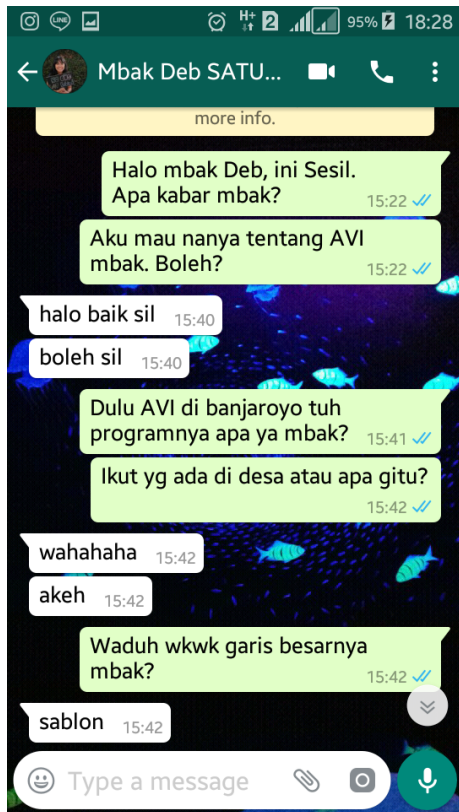 LINE H+ 2 95% 18:28
Mbak Deb SATU...
more info.
Halo mbak Deb, ini Sesil.
Apa kabar mbak? 15:22
Aku mau nanya tentang AVI
mbak. Boleh? 15:22
halo baik sil 15:40
boleh sil 15:40
Dulu AVI di banjaroyo tuh
programnya apa ya mbak? 15:41
Ikut yg ada di desa atau apa gitu?
15:42
wahahaha 15:42
akeh 15:42
Waduh wkwk garis besarnya
mbak? 15:42
sablon 15:42
Type a message